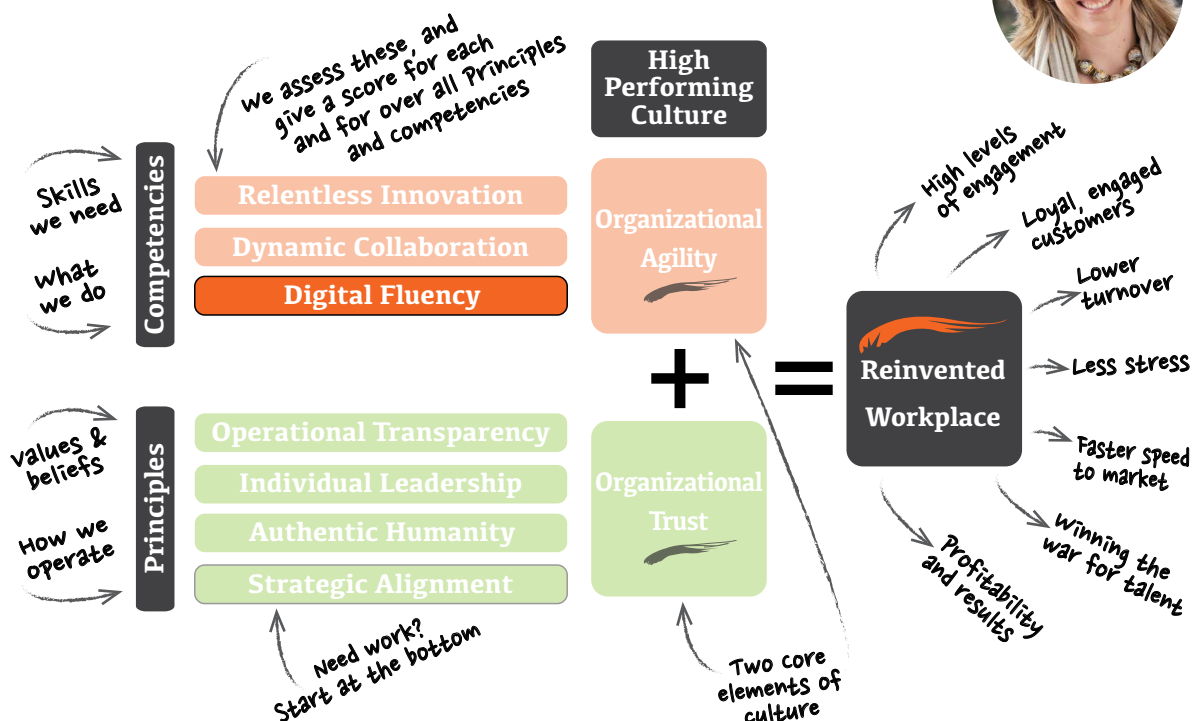 we assess these, and
give a score for each
and for over all Principles
and competencies
High
Performing
Culture
Competencies
Skills
we need
what
we do
Relentless Innovation
Dynamic Collaboration
Digital Fluency
Organizational
Agility
+
=
Reinvented
Workplace
High levels
of engagement
Loyal, engaged
customers
Lower
turnover
Less stress
Faster speed
to market
Winning the
war for talent
Profitability
and results
Principles
values &
beliefs
How we
operate
Operational Transparency
Individual Leadership
Authentic Humanity
Strategic Alignment
Organizational
Trust
Need work?
Start at the bottom
Two core
elements of
culture